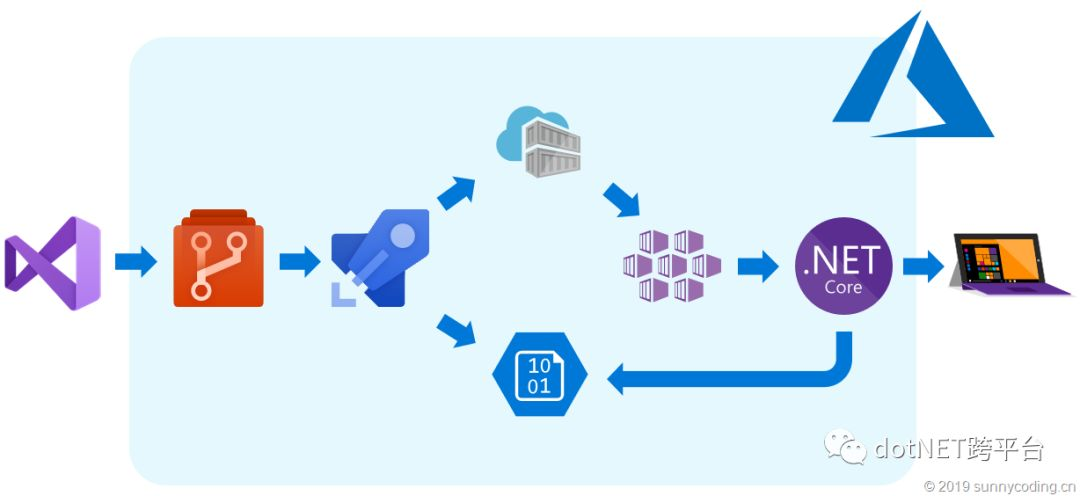 .NET
Core
10
01
dotNET跨平台
© 2019 sunnycoding.cn